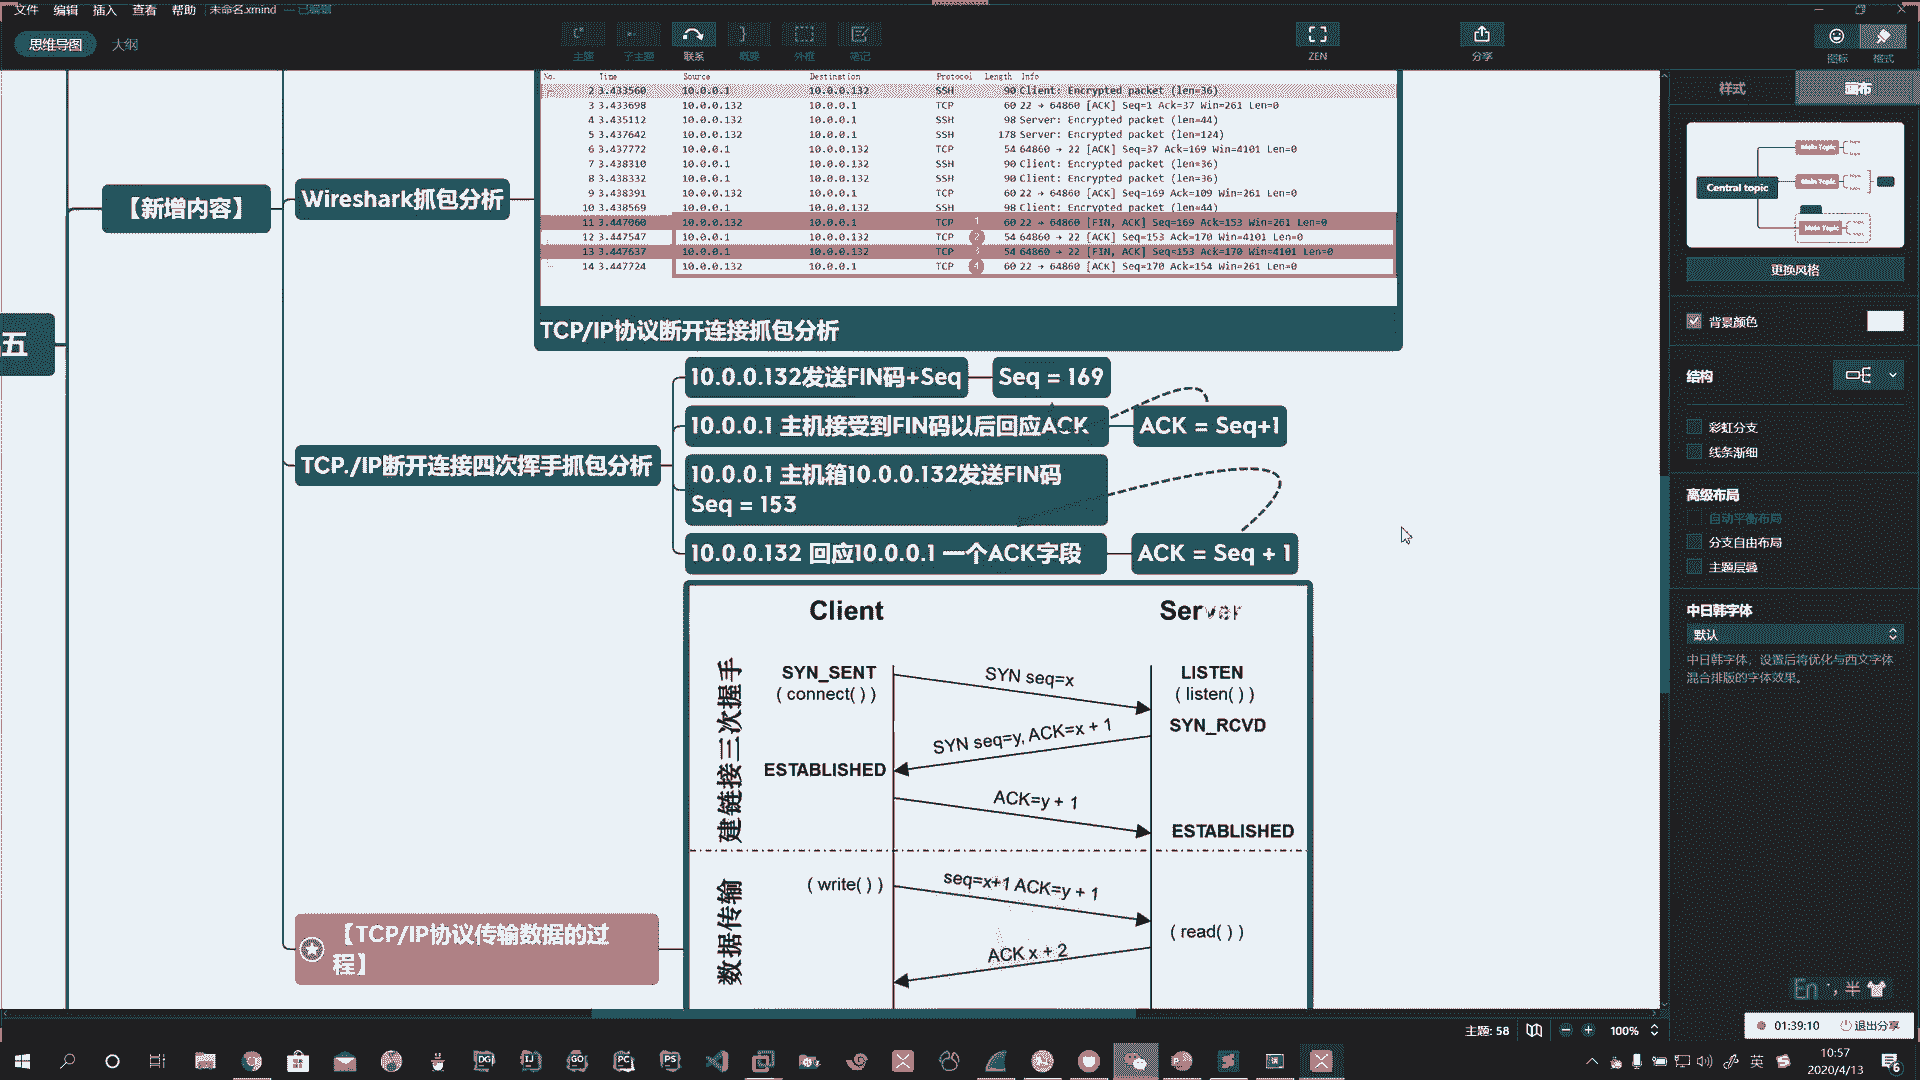 文件 编辑 插入 查看 帮助 未命名.xmind — 已编辑
思维导图 大纲
主题 子主题 联系 概要 外框 笔记 ZEN 分享 图标 格式
No. Time Source Destination Protocol Length Info
2 3.433560 10.0.0.1 10.0.0.132 SSH 90 Client: Encrypted packet (len=36)
3 3.433698 10.0.0.132 10.0.0.1 TCP 60 22 → 64860 [ACK] Seq=1 Ack=37 Win=261 Len=0
4 3.435112 10.0.0.132 10.0.0.1 SSH 98 Server: Encrypted packet (len=44)
5 3.437642 10.0.0.132 10.0.0.1 SSH 178 Server: Encrypted packet (len=124)
6 3.437772 10.0.0.1 10.0.0.132 TCP 54 64860 → 22 [ACK] Seq=37 Ack=169 Win=4101 Len=0
7 3.438310 10.0.0.1 10.0.0.132 SSH 90 Client: Encrypted packet (len=36)
8 3.438332 10.0.0.1 10.0.0.132 SSH 90 Client: Encrypted packet (len=36)
9 3.438391 10.0.0.132 10.0.0.1 TCP 60 22 → 64860 [ACK] Seq=169 Ack=109 Win=261 Len=0
10 3.438569 10.0.0.1 10.0.0.132 SSH 98 Client: Encrypted packet (len=44)
11 3.447060 10.0.0.132 10.0.0.1 TCP 1 60 22 → 64860 [FIN, ACK] Seq=169 Ack=153 Win=261 Len=0
12 3.447547 10.0.0.1 10.0.0.132 TCP 2 54 64860 → 22 [ACK] Seq=153 Ack=170 Win=4101 Len=0
13 3.447637 10.0.0.1 10.0.0.132 TCP 3 54 64860 → 22 [FIN, ACK] Seq=153 Ack=170 Win=4101 Len=0
14 3.447724 10.0.0.132 10.0.0.1 TCP 4 60 22 → 64860 [ACK] Seq=170 Ack=154 Win=261 Len=0
TCP/IP协议断开连接抓包分析
五
【新增内容】
Wireshark抓包分析
TCP./IP断开连接四次挥手抓包分析
10.0.0.132发送FIN码+Seq
Seq = 169
10.0.0.1 主机接受到FIN码以后回应ACK
ACK = Seq+1
10.0.0.1 主机箱10.0.0.132发送FIN码
Seq = 153
10.0.0.132 回应10.0.0.1 一个ACK字段
ACK = Seq + 1
【TCP/IP协议传输数据的过
程】
Client Server
建链接三次握手
SYN_SENT
( connect( ) )
SYN seq=x
LISTEN
( listen( ) )
SYN_RCVD
SYN seq=y, ACK=x + 1
ESTABLISHED
ACK=y + 1
ESTABLISHED
数据传输
( write( ) )
seq=x+1 ACK=y + 1
( read( ) )
ACK x + 2
样式 画布
Central topic
Main Topic
Main Topic
Main Topic
更换风格
背景颜色
结构
彩虹分支
线条渐细
高级布局
自动平衡布局
分支自由布局
主题层叠
中日韩字体
默认
中日韩字体，设置后将优化与西文字体
混合排版的字体效果。
En ，半
主题: 58 100%
01:39:10 退出分享
DG IJ GO PC PS
英
10:57
2020/4/13
6